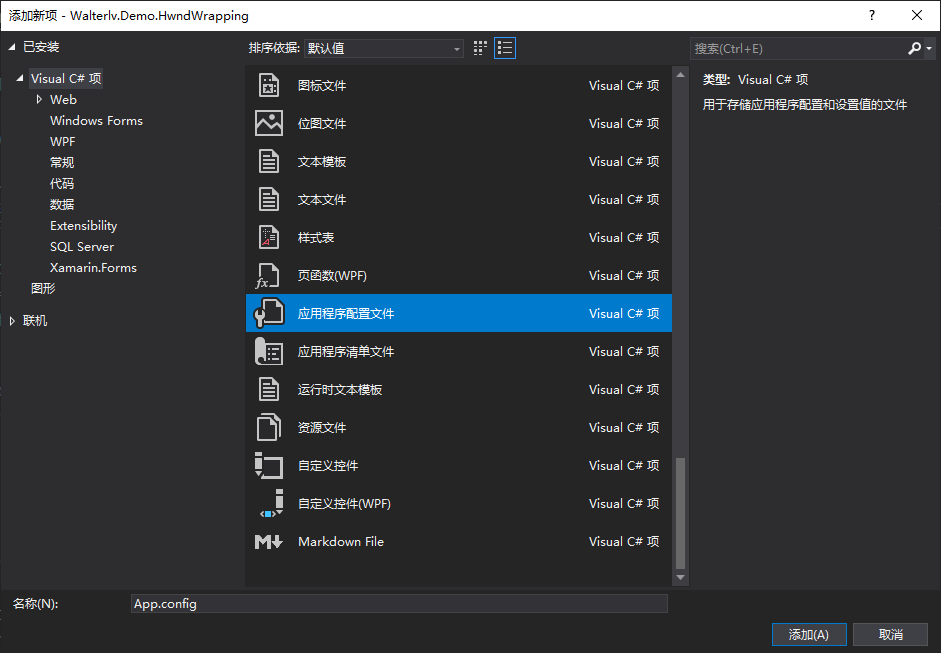 添加新项 - Walterlv.Demo.HwndWrapping
?
已安装
排序依据: 默认值
搜索(Ctrl+E)
Visual C# 项
Web
Windows Forms
WPF
常规
代码
数据
Extensibility
SQL Server
Xamarin.Forms
图形
联机
图标文件 Visual C# 项
位图文件 Visual C# 项
文本模板 Visual C# 项
文本文件 Visual C# 项
样式表 Visual C# 项
页函数(WPF) Visual C# 项
应用程序配置文件 Visual C# 项
应用程序清单文件 Visual C# 项
运行时文本模板 Visual C# 项
资源文件 Visual C# 项
自定义控件 Visual C# 项
自定义控件(WPF) Visual C# 项
Markdown File Visual C# 项
类型: Visual C# 项
用于存储应用程序配置和设置值的文件
名称(N): App.config
添加(A) 取消